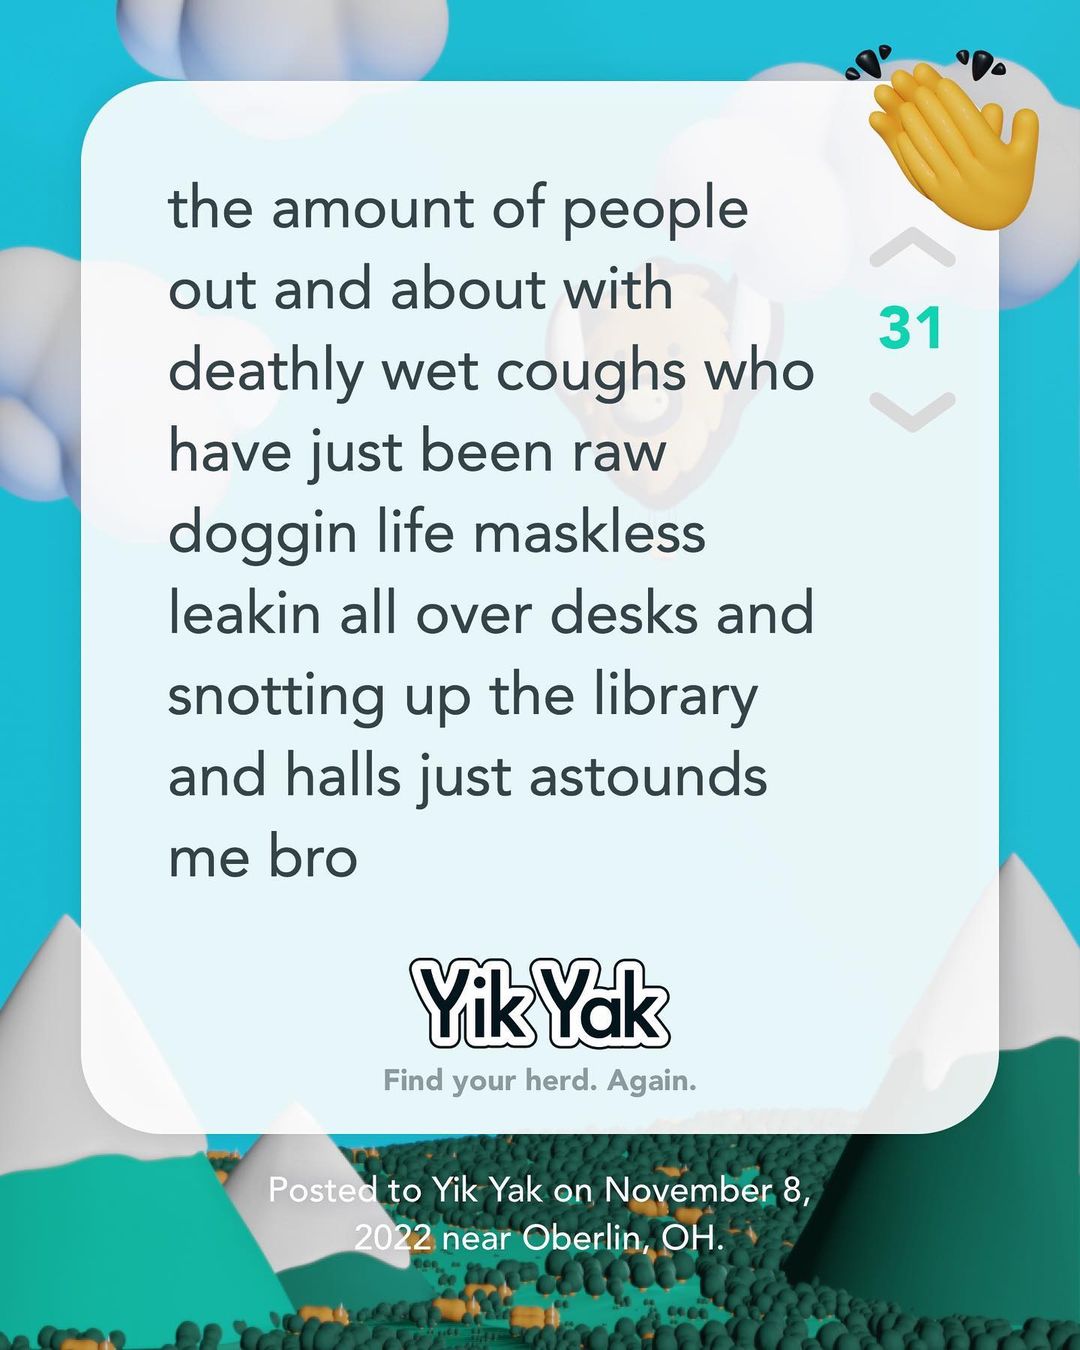 the amount of people
out and about with
deathly wet coughs who
have just been raw
doggin life maskless
leakin all over desks and
snotting up the library
and halls just astounds
me bro
31
Yik Yak
Find your herd. Again.
Posted to Yik Yak on November 8,
2022 near Oberlin, OH.